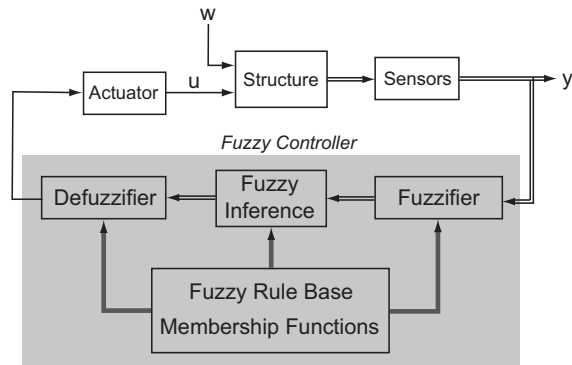 w
Actuator
u
Structure
Sensors
y
Fuzzy Controller
Defuzzifier
Fuzzy
Inference
Fuzzifier
Fuzzy Rule Base
Membership Functions